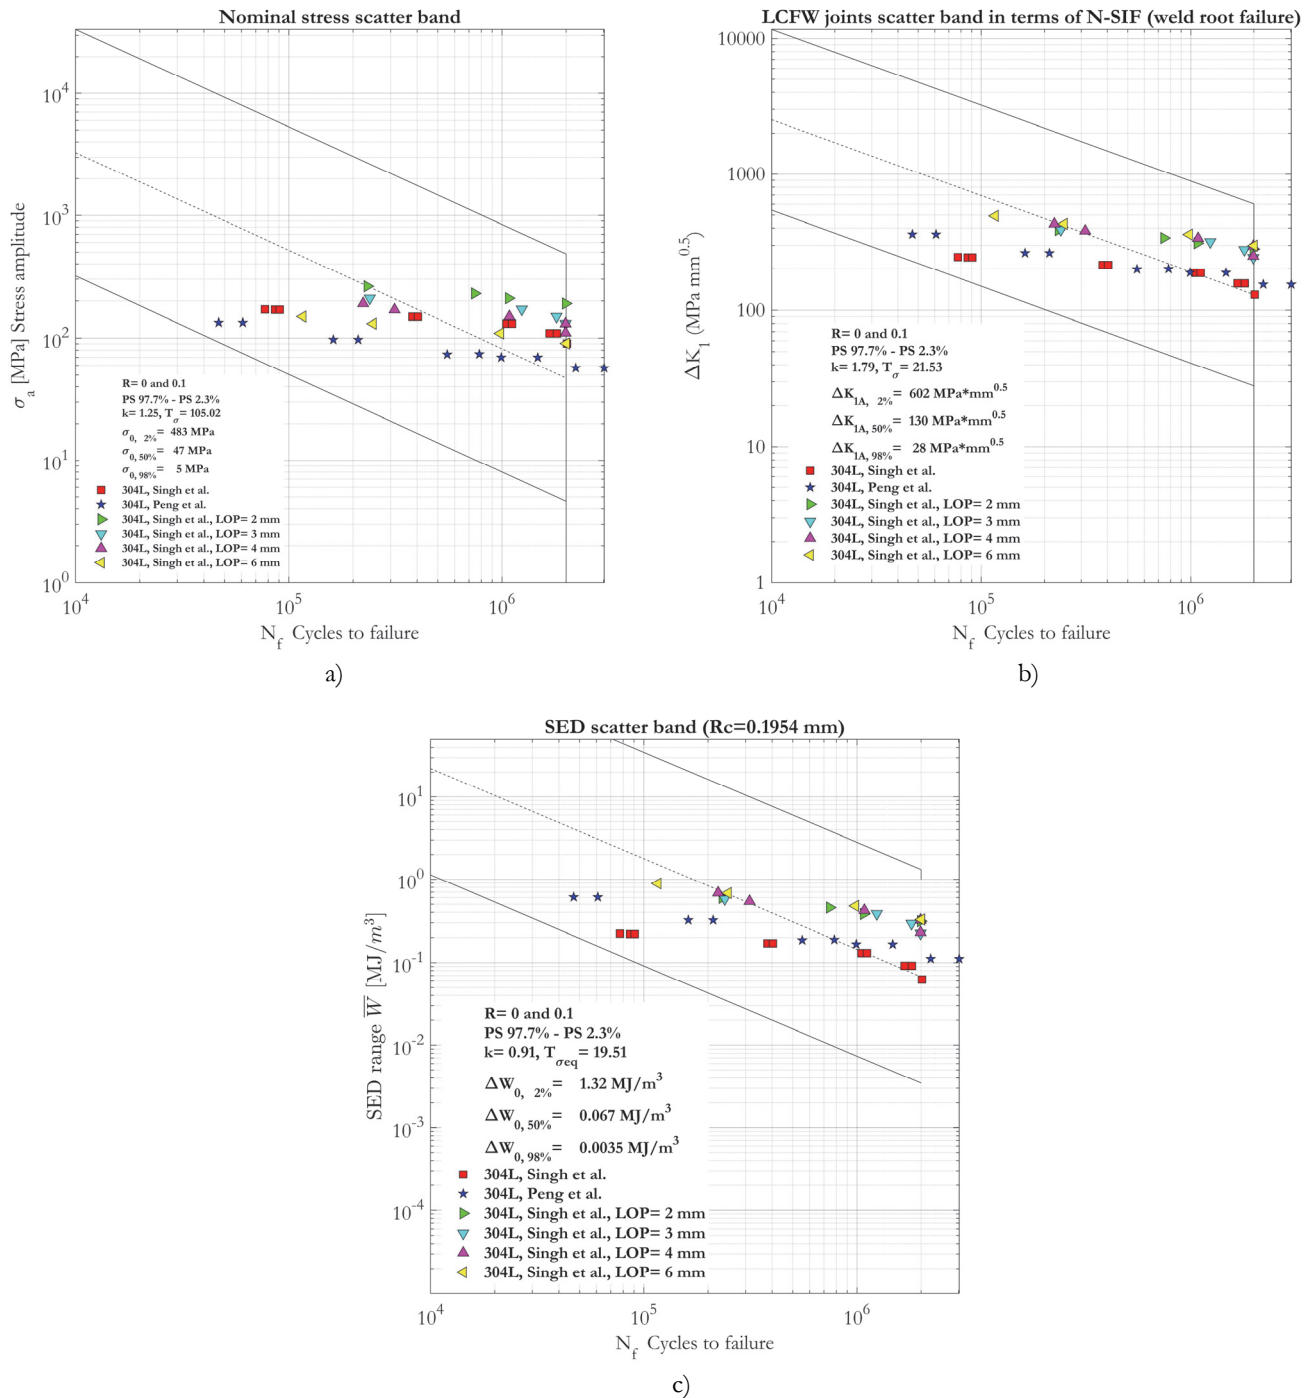 Nominal stress scatter band
σa [MPa] Stress amplitude
10^4
10^3
10^2
10^1
10^0
R= 0 and 0.1
PS 97.7% - PS 2.3%
k= 1.25, Tσ = 105.02
σ0, 2% = 483 MPa
σ0, 50% = 47 MPa
σ0, 98% = 5 MPa
304L, Singh et al.
304L, Peng et al.
304L, Singh et al., LOP= 2 mm
304L, Singh et al., LOP= 3 mm
304L, Singh et al., LOP= 4 mm
304L, Singh et al., LOP= 6 mm
10^4 10^5 10^6
Nf Cycles to failure
a)
LCFW joints scatter band in terms of N-SIF (weld root failure)
ΔK1 (MPa mm^0.5)
10000
1000
100
10
1
R= 0 and 0.1
PS 97.7% - PS 2.3%
k= 1.79, Tσ = 21.53
ΔK1A, 2% = 602 MPa*mm^0.5
ΔK1A, 50% = 130 MPa*mm^0.5
ΔK1A, 98% = 28 MPa*mm^0.5
304L, Singh et al.
304L, Peng et al.
304L, Singh et al., LOP= 2 mm
304L, Singh et al., LOP= 3 mm
304L, Singh et al., LOP= 4 mm
304L, Singh et al., LOP= 6 mm
10^4 10^5 10^6
Nf Cycles to failure
b)
SED scatter band (Rc=0.1954 mm)
SED range W̅ [MJ/m^3]
10^1
10^0
10^-1
10^-2
10^-3
10^-4
R= 0 and 0.1
PS 97.7% - PS 2.3%
k= 0.91, Tσeq = 19.51
ΔW0, 2% = 1.32 MJ/m^3
ΔW0, 50% = 0.067 MJ/m^3
ΔW0, 98% = 0.0035 MJ/m^3
304L, Singh et al.
304L, Peng et al.
304L, Singh et al., LOP= 2 mm
304L, Singh et al., LOP= 3 mm
304L, Singh et al., LOP= 4 mm
304L, Singh et al., LOP= 6 mm
10^4 10^5 10^6
Nf Cycles to failure
c)